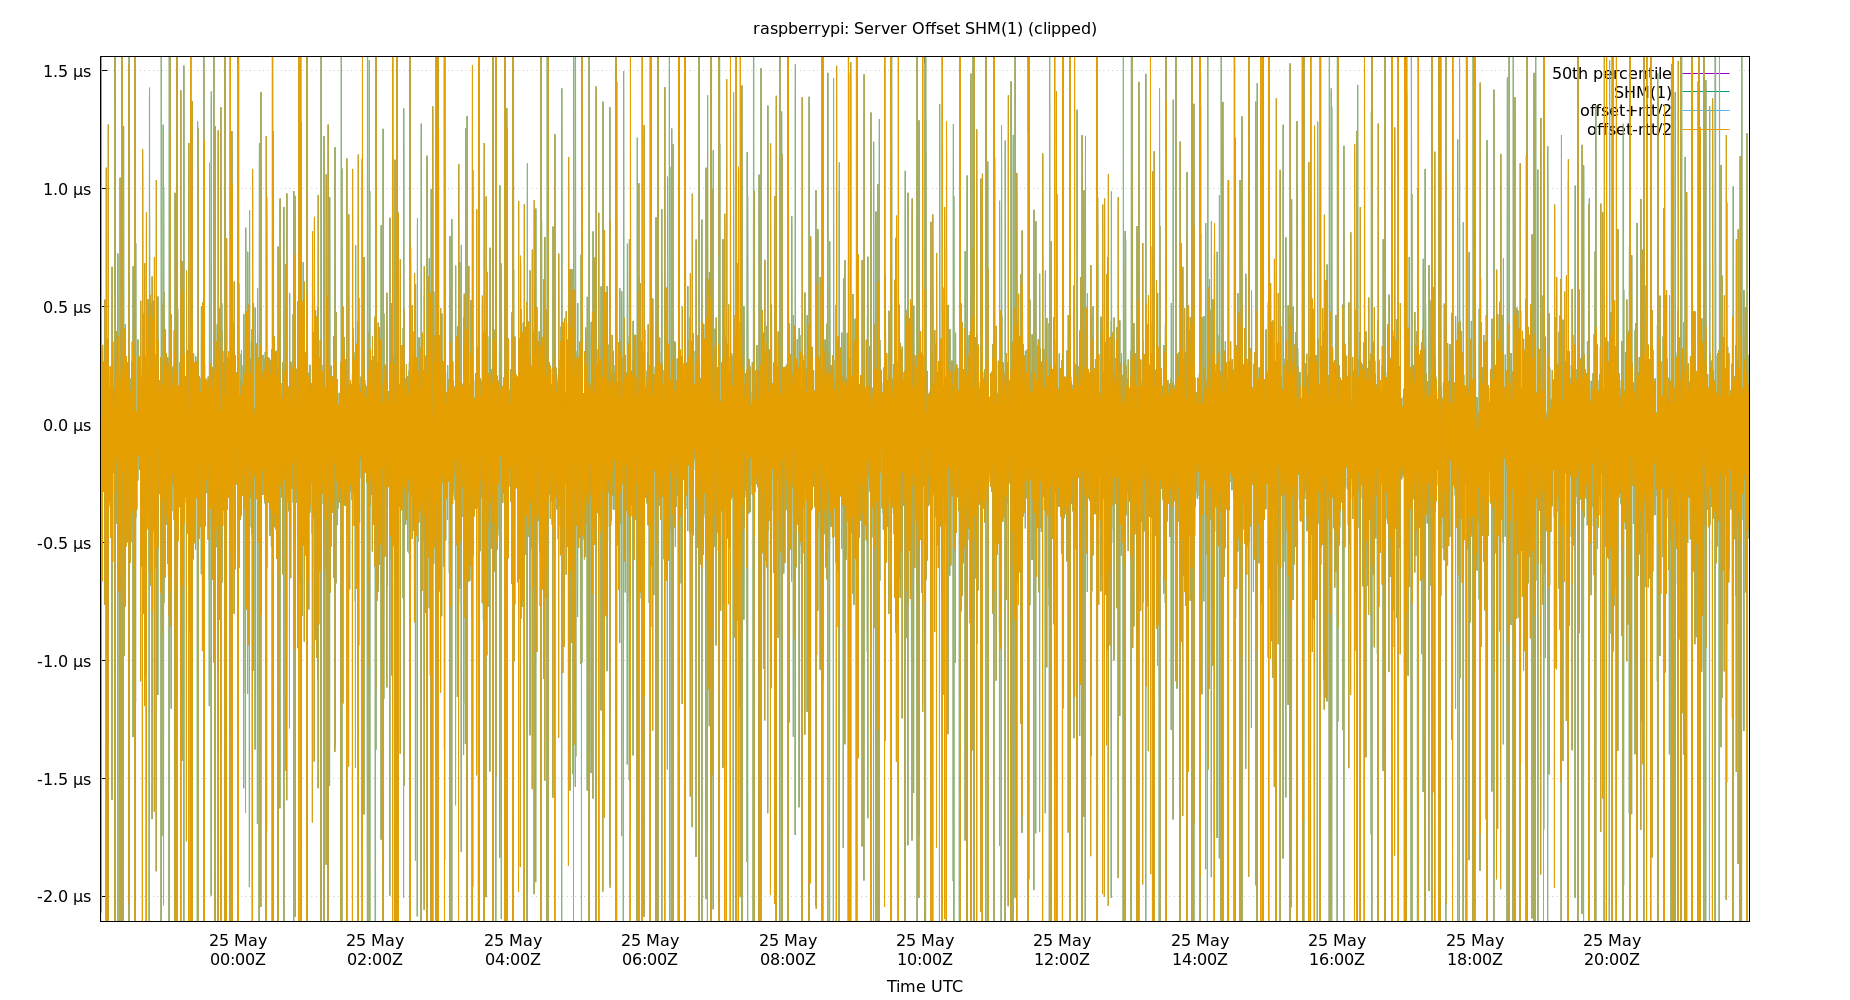 raspberrypi: Server Offset SHM(1) (clipped)
1.5 µs
1.0 µs
0.5 µs
0.0 µs
-0.5 µs
-1.0 µs
-1.5 µs
-2.0 µs
50th percentile
SHM(1)
offset+rtt/2
offset-rtt/2
25 May 25 May 25 May 25 May 25 May 25 May 25 May 25 May 25 May 25 May 25 May
00:00Z 02:00Z 04:00Z 06:00Z 08:00Z 10:00Z 12:00Z 14:00Z 16:00Z 18:00Z 20:00Z
Time UTC